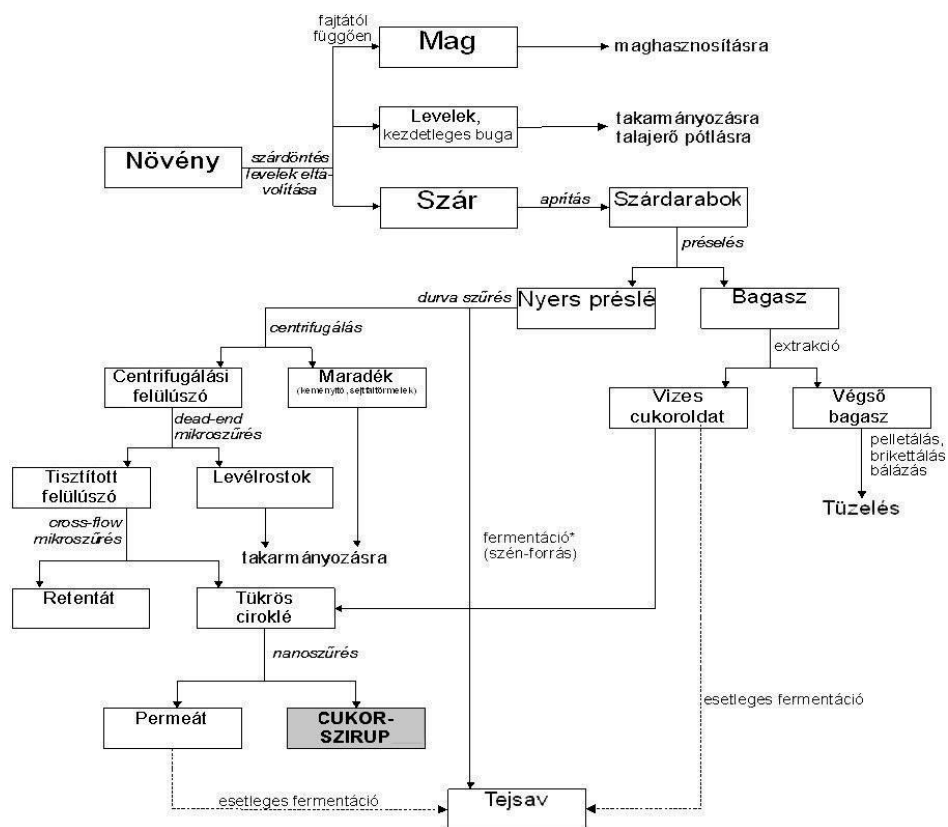 fajtától
függően
Mag
maghasznosításra
Levelek,
kezdetleges buga
takarmányozásra
talajerő pótlásra
Növény
szárdöntés
levelek eltá-
volítása
Szár
aprítás
Szárdarabok
préselés
durva szűrés
Nyers préslé
Bagasz
centrifugálás
extrakció
Centrifugálási
felülúszó
Maradék
(keményítő, sejtfaltörmelék)
Vizes
cukoroldat
Végső
bagasz
dead-end
mikroszűrés
pelletálás,
brikettálás
bálázás
Tisztított
felülúszó
Levélrostok
Tüzelés
cross-flow
mikroszűrés
takarmányozásra
fermentáció*
(szén-forrás)
Retentát
Tükrös
ciroklé
nanoszűrés
esetleges fermentáció
Permeát
CUKOR-
SZIRUP
esetleges fermentáció
Tejsav